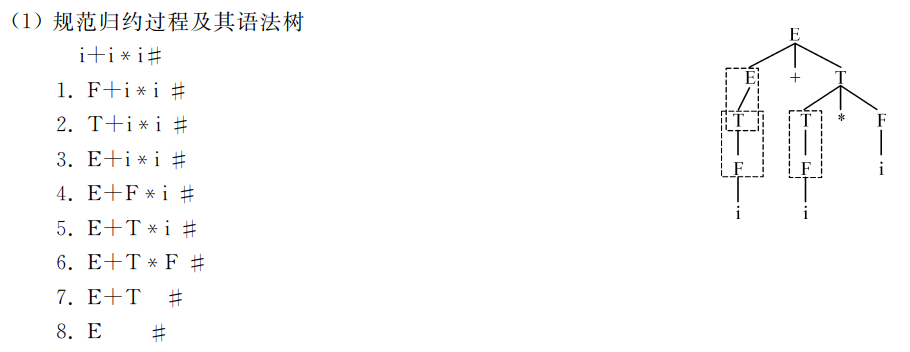 （1）规范归约过程及其语法树
i＋i*i#
1. F＋i*i #
2. T＋i*i #
3. E＋i*i #
4. E＋F*i #
5. E＋T*i #
6. E＋T*F #
7. E＋T #
8. E #
E
E + T
T T * F
F F i
i i